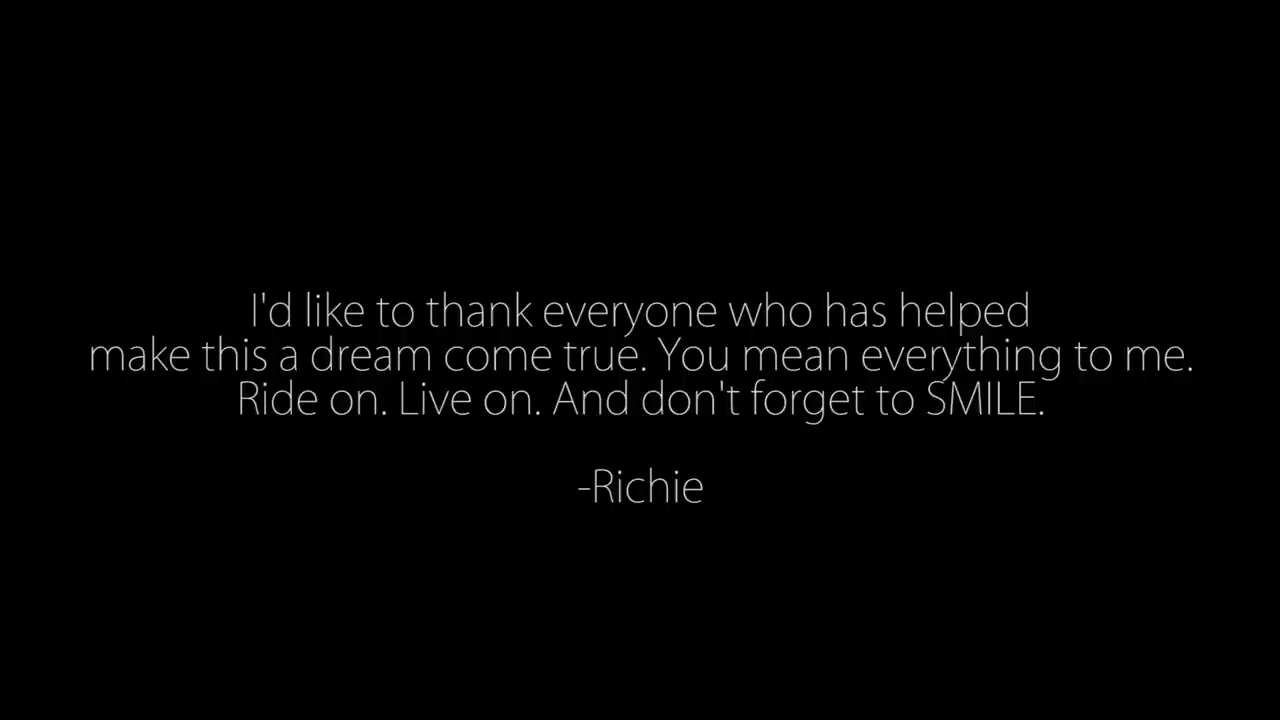 I'd like to thank everyone who has helped
make this a dream come true. You mean everything to me.
Ride on. Live on. And don't forget to SMILE.
-Richie